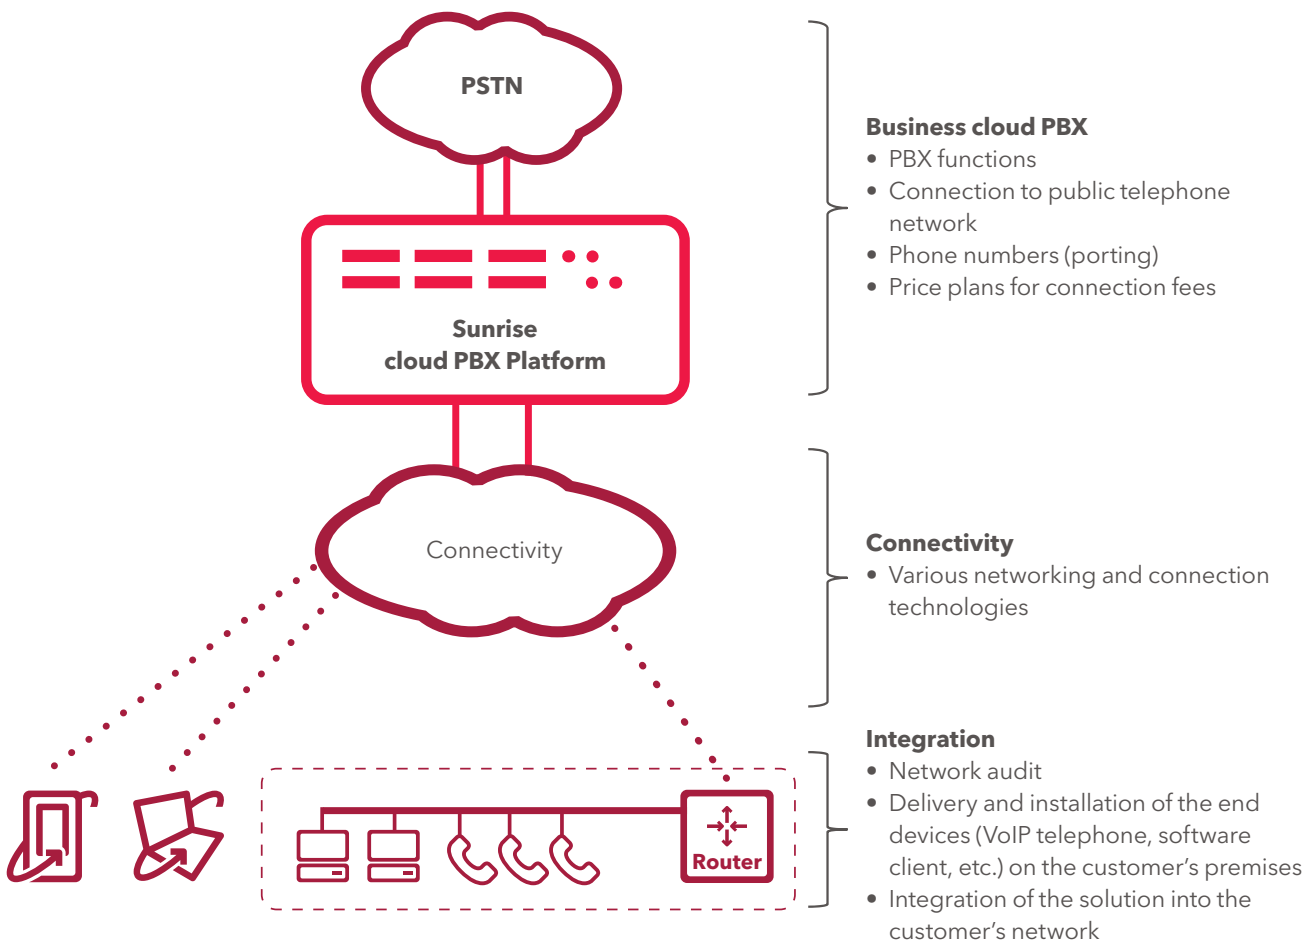 PSTN
Sunrise
cloud PBX Platform
Connectivity
Router
Business cloud PBX
• PBX functions
• Connection to public telephone
network
• Phone numbers (porting)
• Price plans for connection fees
Connectivity
• Various networking and connection
technologies
Integration
• Network audit
• Delivery and installation of the end
devices (VoIP telephone, software
client, etc.) on the customer’s premises
• Integration of the solution into the
customer’s network